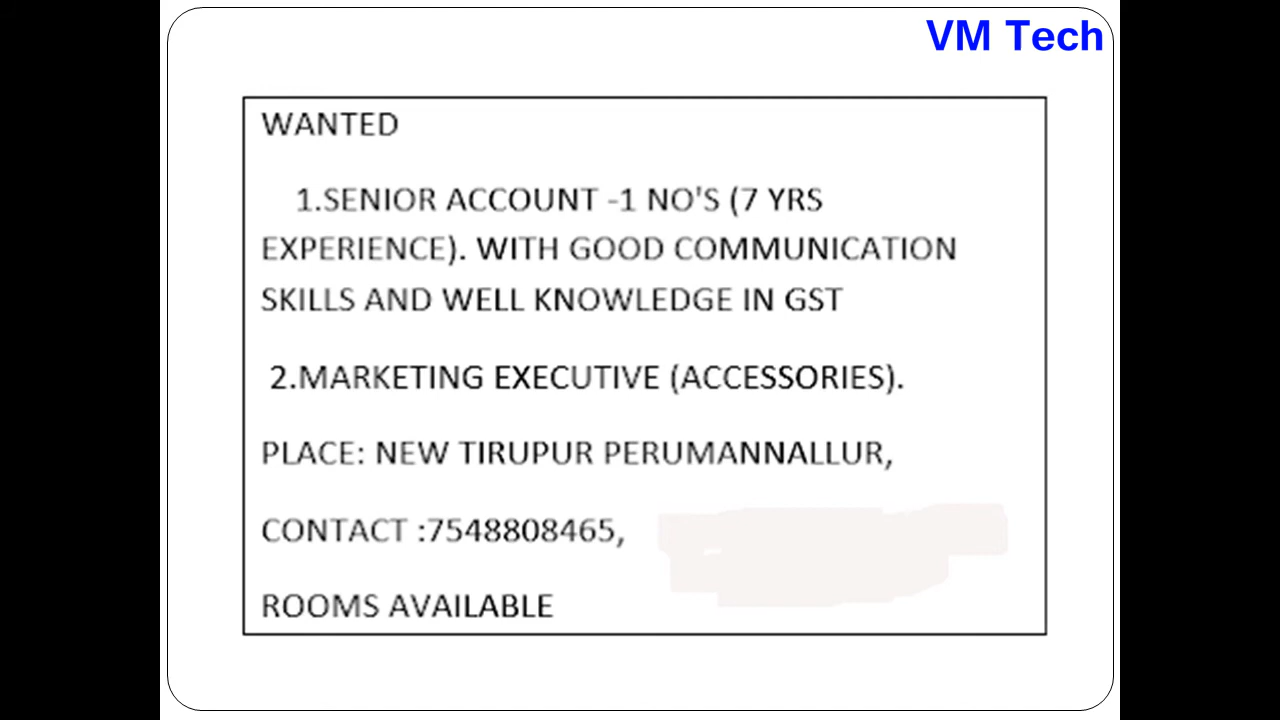 VM Tech
WANTED
1.SENIOR ACCOUNT -1 NO'S (7 YRS
EXPERIENCE). WITH GOOD COMMUNICATION
SKILLS AND WELL KNOWLEDGE IN GST
2.MARKETING EXECUTIVE (ACCESSORIES).
PLACE: NEW TIRUPUR PERUMANNALLUR,
CONTACT :7548808465,
ROOMS AVAILABLE